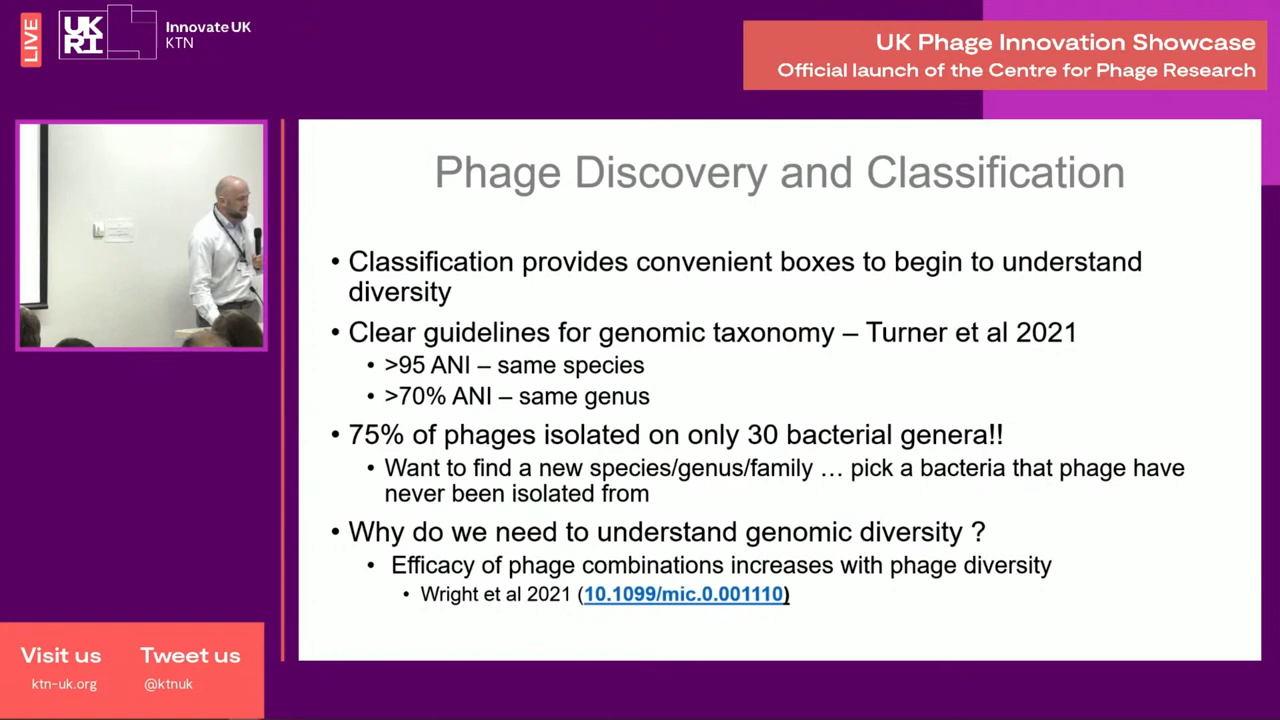 LIVE
UK
RI
Innovate UK
KTN
UK Phage Innovation Showcase
Official launch of the Centre for Phage Research
Phage Discovery and Classification
• Classification provides convenient boxes to begin to understand
diversity
• Clear guidelines for genomic taxonomy – Turner et al 2021
• >95 ANI – same species
• >70% ANI – same genus
• 75% of phages isolated on only 30 bacterial genera!!
• Want to find a new species/genus/family … pick a bacteria that phage have
never been isolated from
• Why do we need to understand genomic diversity ?
• Efficacy of phage combinations increases with phage diversity
• Wright et al 2021 (10.1099/mic.0.001110)
Visit us
ktn-uk.org
Tweet us
@ktnuk